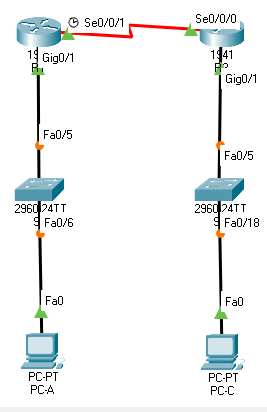 Se0/0/1
Se0/0/0
1941
Gig0/1
Gig0/1
Fa0/5
Fa0/5
2960-24TT
2960-24TT
Fa0/6
Fa0/18
Fa0
Fa0
PC-PT
PC-A
PC-PT
PC-C